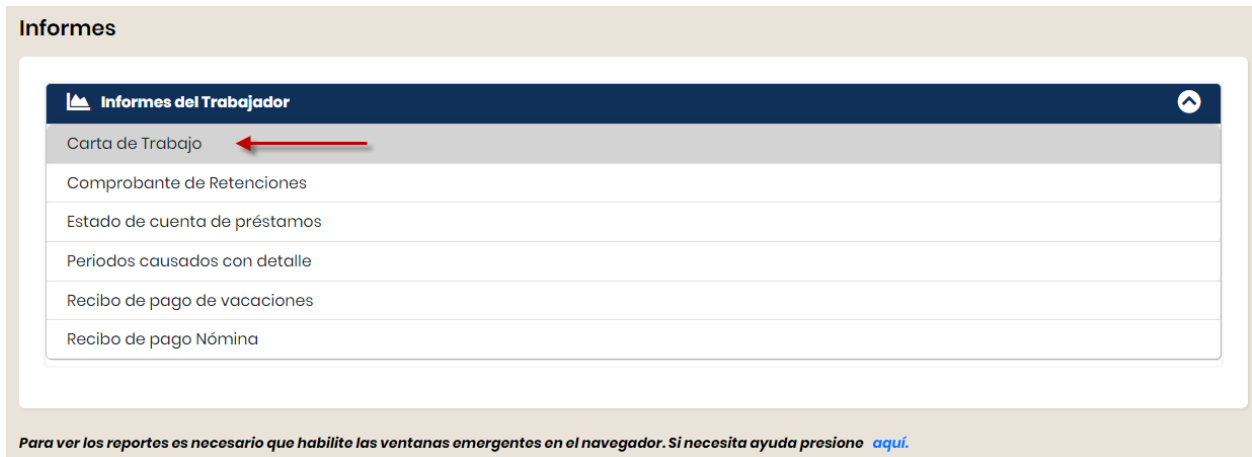 Informes
Informes del Trabajador
Carta de Trabajo
Comprobante de Retenciones
Estado de cuenta de préstamos
Periodos causados con detalle
Recibo de pago de vacaciones
Recibo de pago Nómina
Para ver los reportes es necesario que habilite las ventanas emergentes en el navegador. Si necesita ayuda presione aquí.